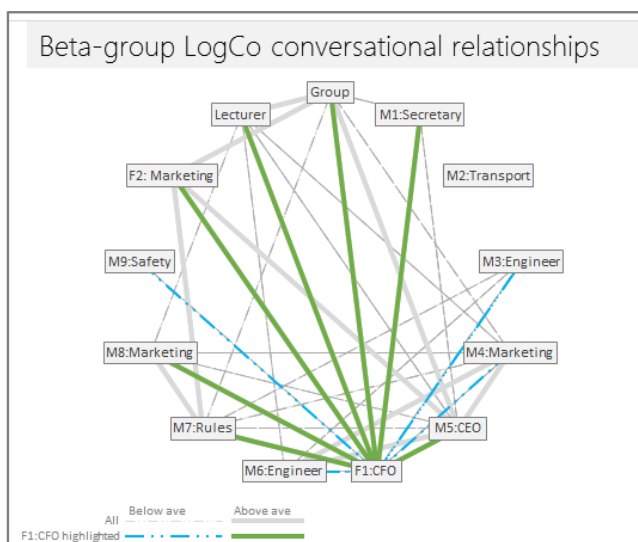 Beta-group LogCo conversational relationships
Group
Lecturer
M1:Secretary
F2: Marketing
M2:Transport
M9:Safety
M3:Engineer
M8:Marketing
M4:Marketing
M7:Rules
M5:CEO
M6:Engineer
F1:CFO
Below ave Above ave
All
F1:CFO highlighted